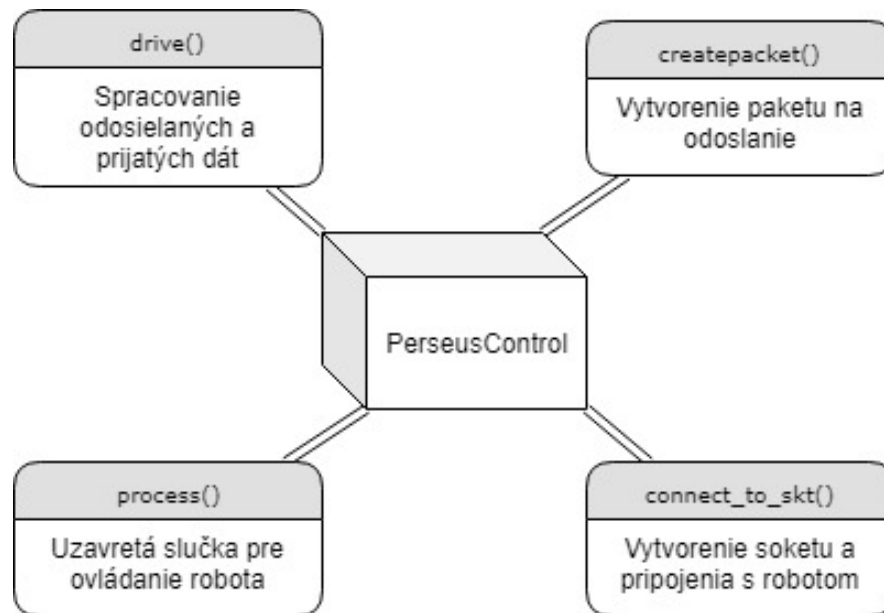 drive()
Spracovanie
odosielaných a
prijatých dát
createpacket()
Vytvorenie paketu na
odoslanie
PerseusControl
process()
Uzavretá slučka pre
ovládanie robota
connect_to_skt()
Vytvorenie soketu a
pripojenia s robotom